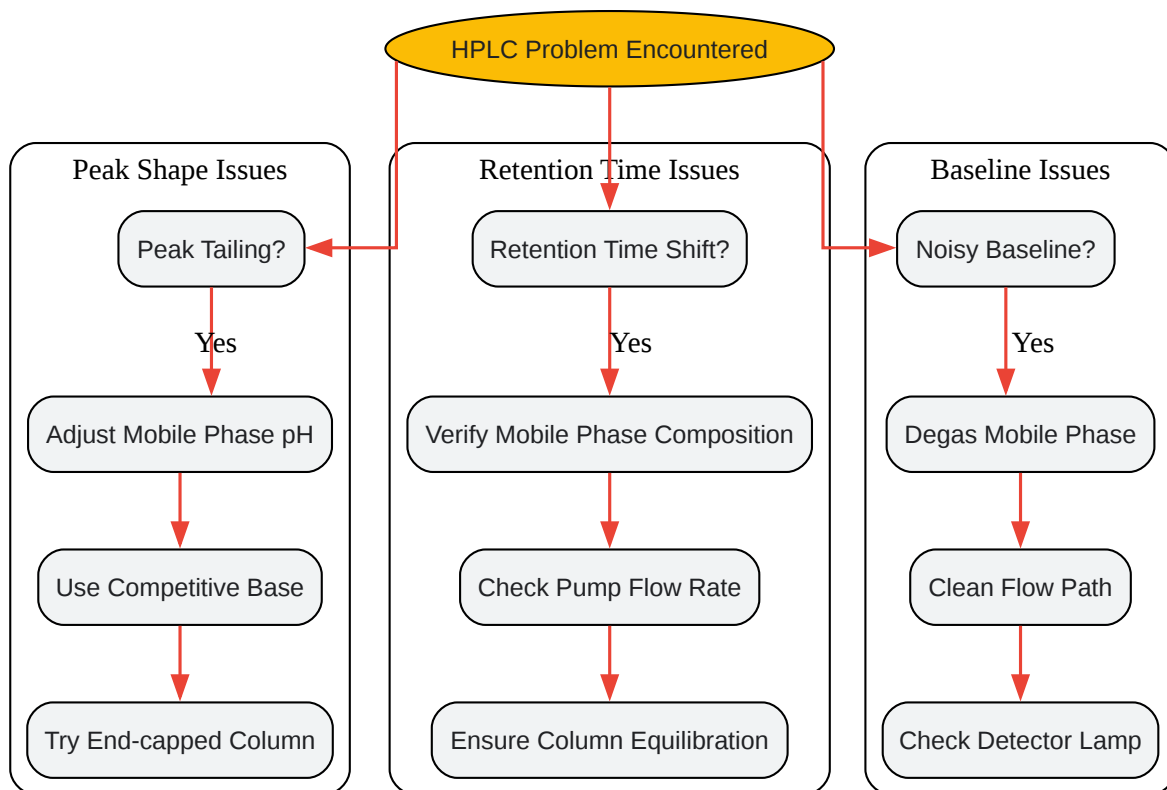 HPLC Problem Encountered
Peak Shape Issues
Peak Tailing?
Yes
Adjust Mobile Phase pH
Use Competitive Base
Try End-capped Column
Retention Time Issues
Retention Time Shift?
Yes
Verify Mobile Phase Composition
Check Pump Flow Rate
Ensure Column Equilibration
Baseline Issues
Noisy Baseline?
Yes
Degas Mobile Phase
Clean Flow Path
Check Detector Lamp